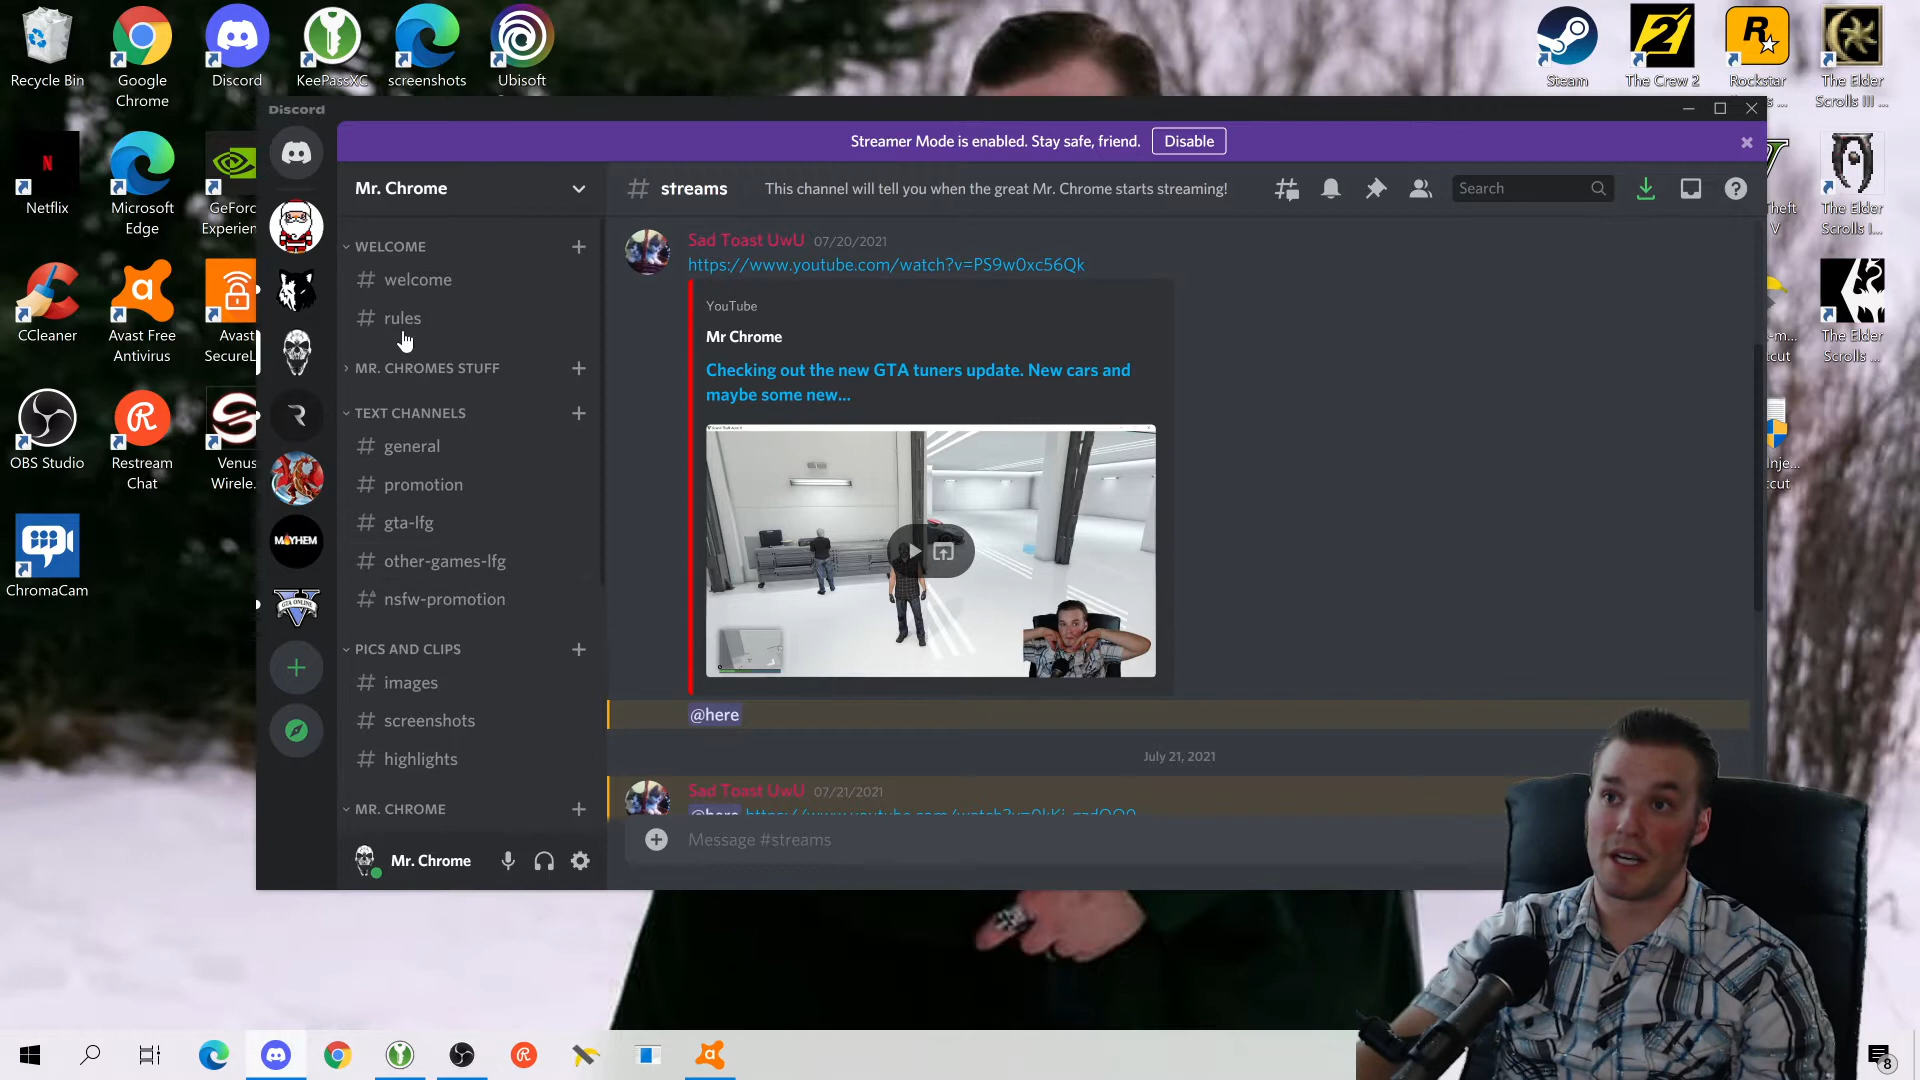 Recycle Bin
Google
Chrome
Discord
KeePassXC
screenshots
Ubisoft
Steam
The Crew 2
Rockstar
The Elder
Scrolls III ...
Netflix
Microsoft
Edge
GeForc
Experien
V
The Elder
Scrolls I...
CCleaner
Avast Free
Antivirus
Avast
SecureL
The Elder
Scrolls ...
OBS Studio
Restream
Chat
Venus
Wirele...
ChromaCam
Discord
Streamer Mode is enabled. Stay safe, friend.
Disable
Mr. Chrome
streams
This channel will tell you when the great Mr. Chrome starts streaming!
Search
WELCOME
# welcome
# rules
MR. CHROMES STUFF
TEXT CHANNELS
# general
# promotion
# gta-lfg
# other-games-lfg
# nsfw-promotion
PICS AND CLIPS
# images
# screenshots
# highlights
MR. CHROME
Mr. Chrome
MAYHEM
GTA ONLINE
Sad Toast UwU 07/20/2021
https://www.youtube.com/watch?v=PS9w0xc56Qk
YouTube
Mr Chrome
Checking out the new GTA tuners update. New cars and
maybe some new...
@here
July 21, 2021
Sad Toast UwU 07/21/2021
@here
Message #streams
8